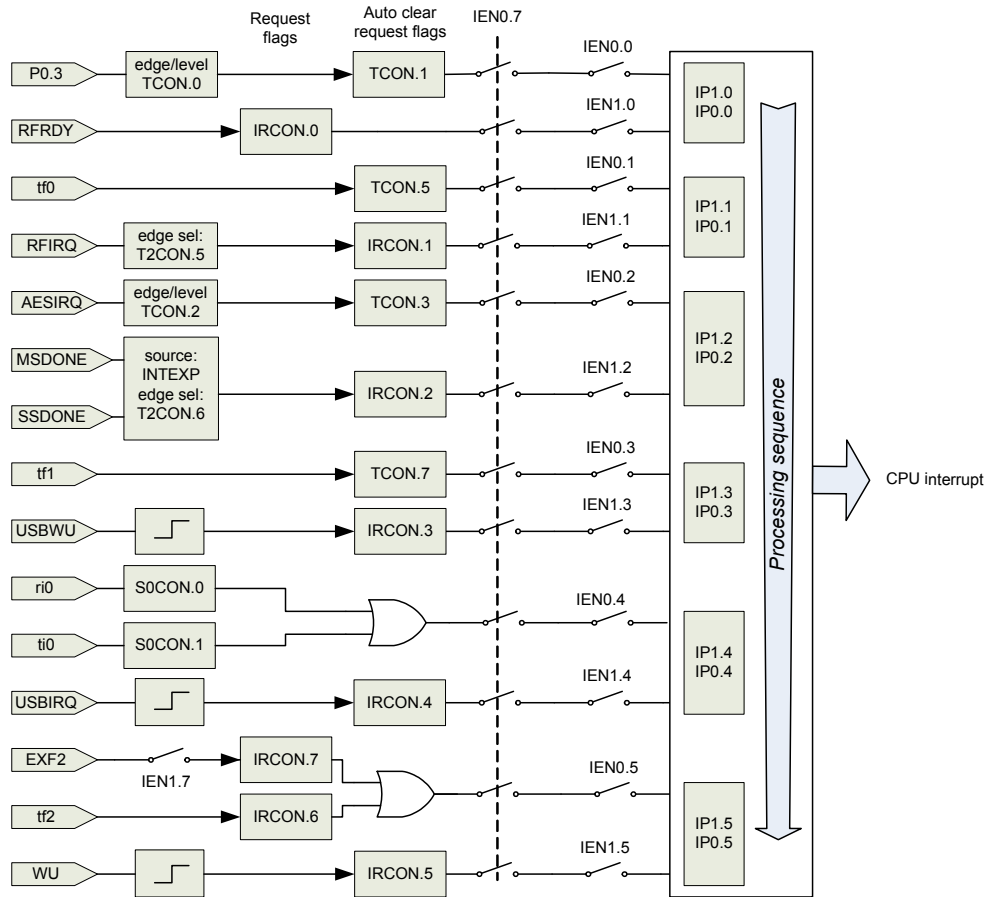 Request
flags
Auto clear
request flags
IEN0.7
P0.3
edge/level
TCON.0
TCON.1
IEN0.0
IP1.0
IP0.0
RFRDY
IRCON.0
IEN1.0
tf0
TCON.5
IEN0.1
IP1.1
IP0.1
RFIRQ
edge sel:
T2CON.5
IRCON.1
IEN1.1
AESIRQ
edge/level
TCON.2
TCON.3
IEN0.2
IP1.2
IP0.2
MSDONE
SSDONE
source:
INTEXP
edge sel:
T2CON.6
IRCON.2
IEN1.2
tf1
TCON.7
IEN0.3
IP1.3
IP0.3
USBWU
IRCON.3
IEN1.3
ri0
S0CON.0
ti0
S0CON.1
IEN0.4
IP1.4
IP0.4
USBIRQ
IRCON.4
IEN1.4
EXF2
IEN1.7
IRCON.7
tf2
IRCON.6
IEN0.5
IP1.5
IP0.5
WU
IRCON.5
IEN1.5
Processing sequence
CPU interrupt